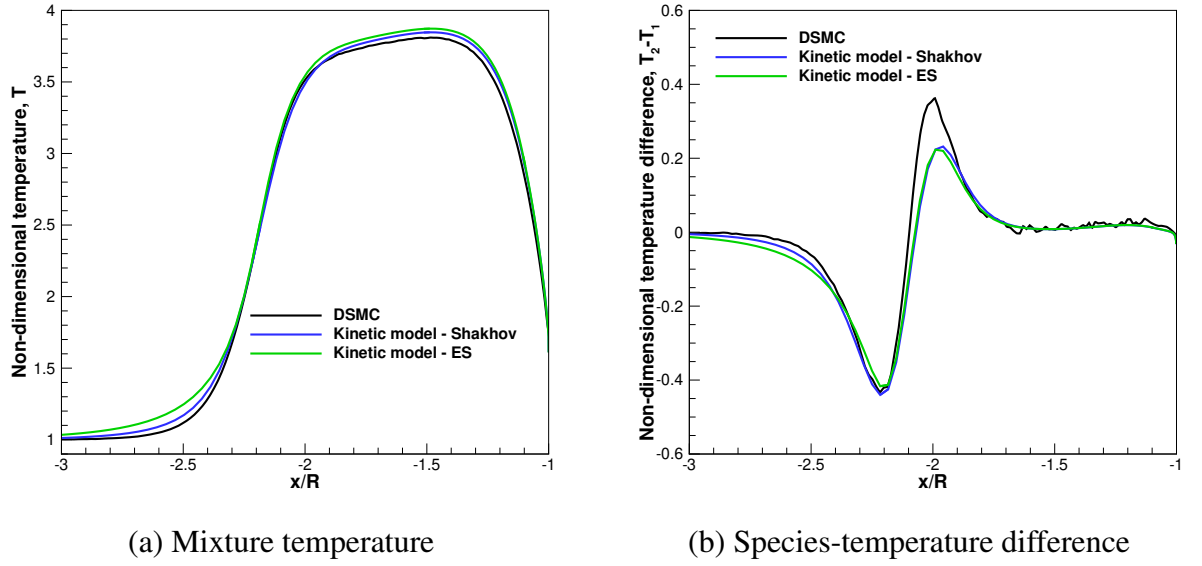 Non-dimensional temperature, T
4
3.5
3
2.5
2
1.5
1
DSMC
Kinetic model - Shakhov
Kinetic model - ES
-3
-2.5
-2
-1.5
-1
x/R
(a) Mixture temperature
Non-dimensional temperature difference, T2-T1
0.6
0.4
0.2
0
-0.2
-0.4
-0.6
DSMC
Kinetic model - Shakhov
Kinetic model - ES
-3
-2.5
-2
-1.5
-1
x/R
(b) Species-temperature difference